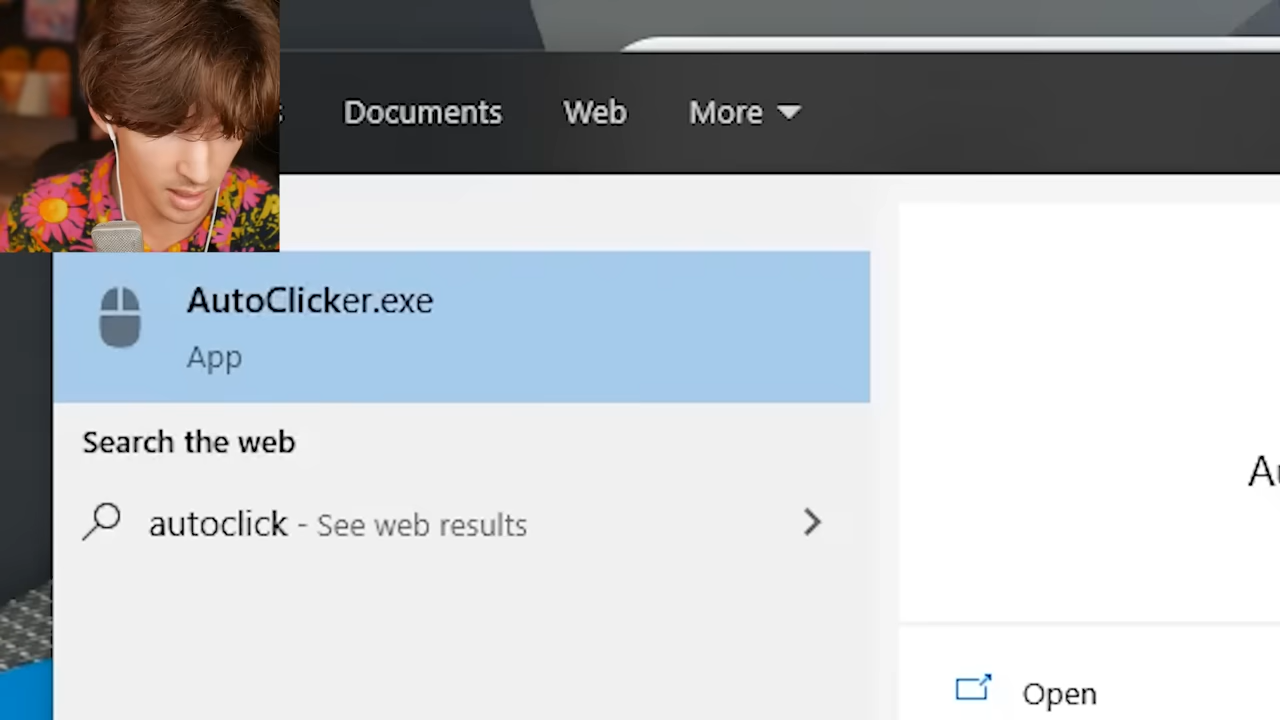 Documents Web More
AutoClicker.exe
App
Search the web
autoclick - See web results
Open